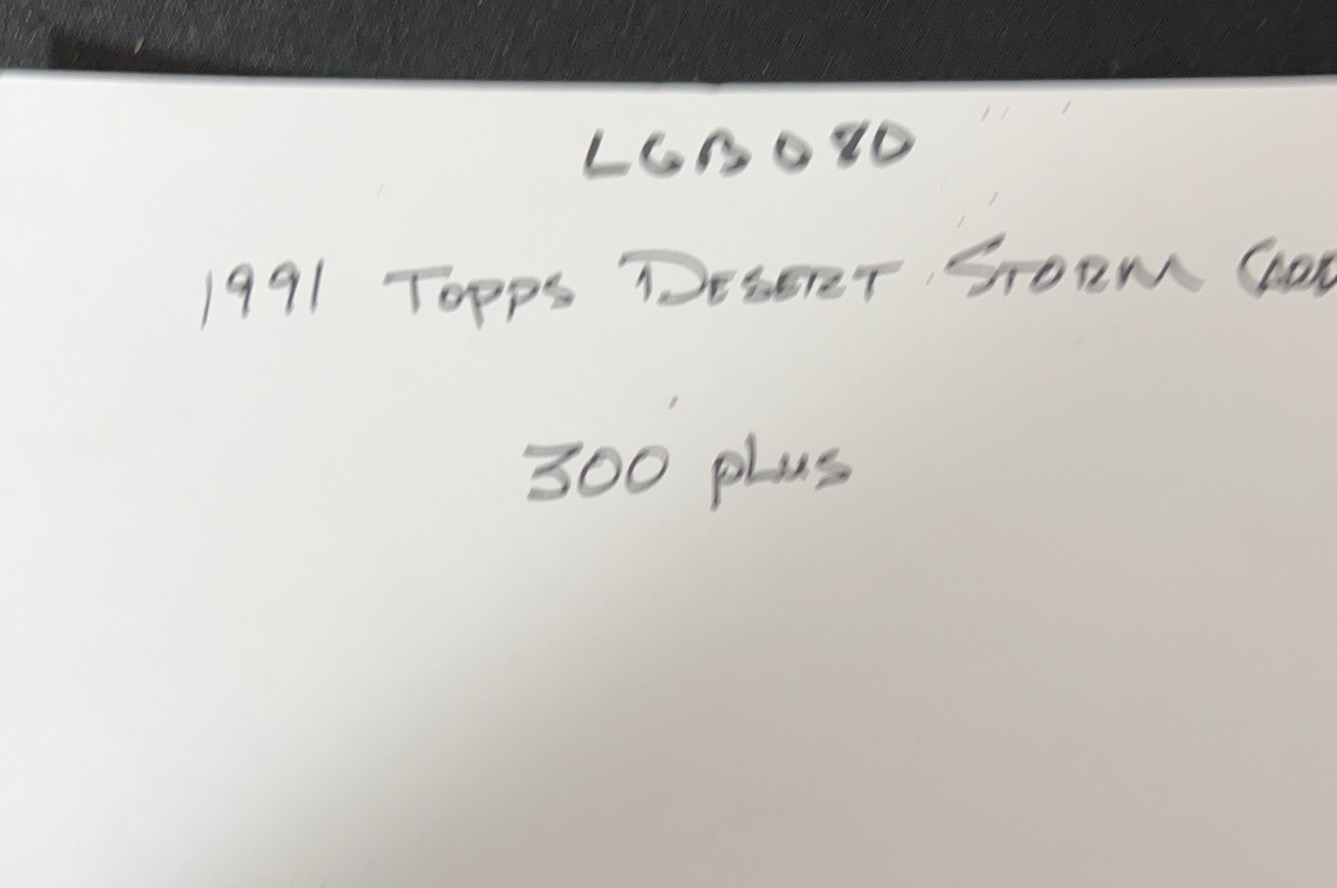 LGB080
1991 Topps DESERT STORM
300 plus